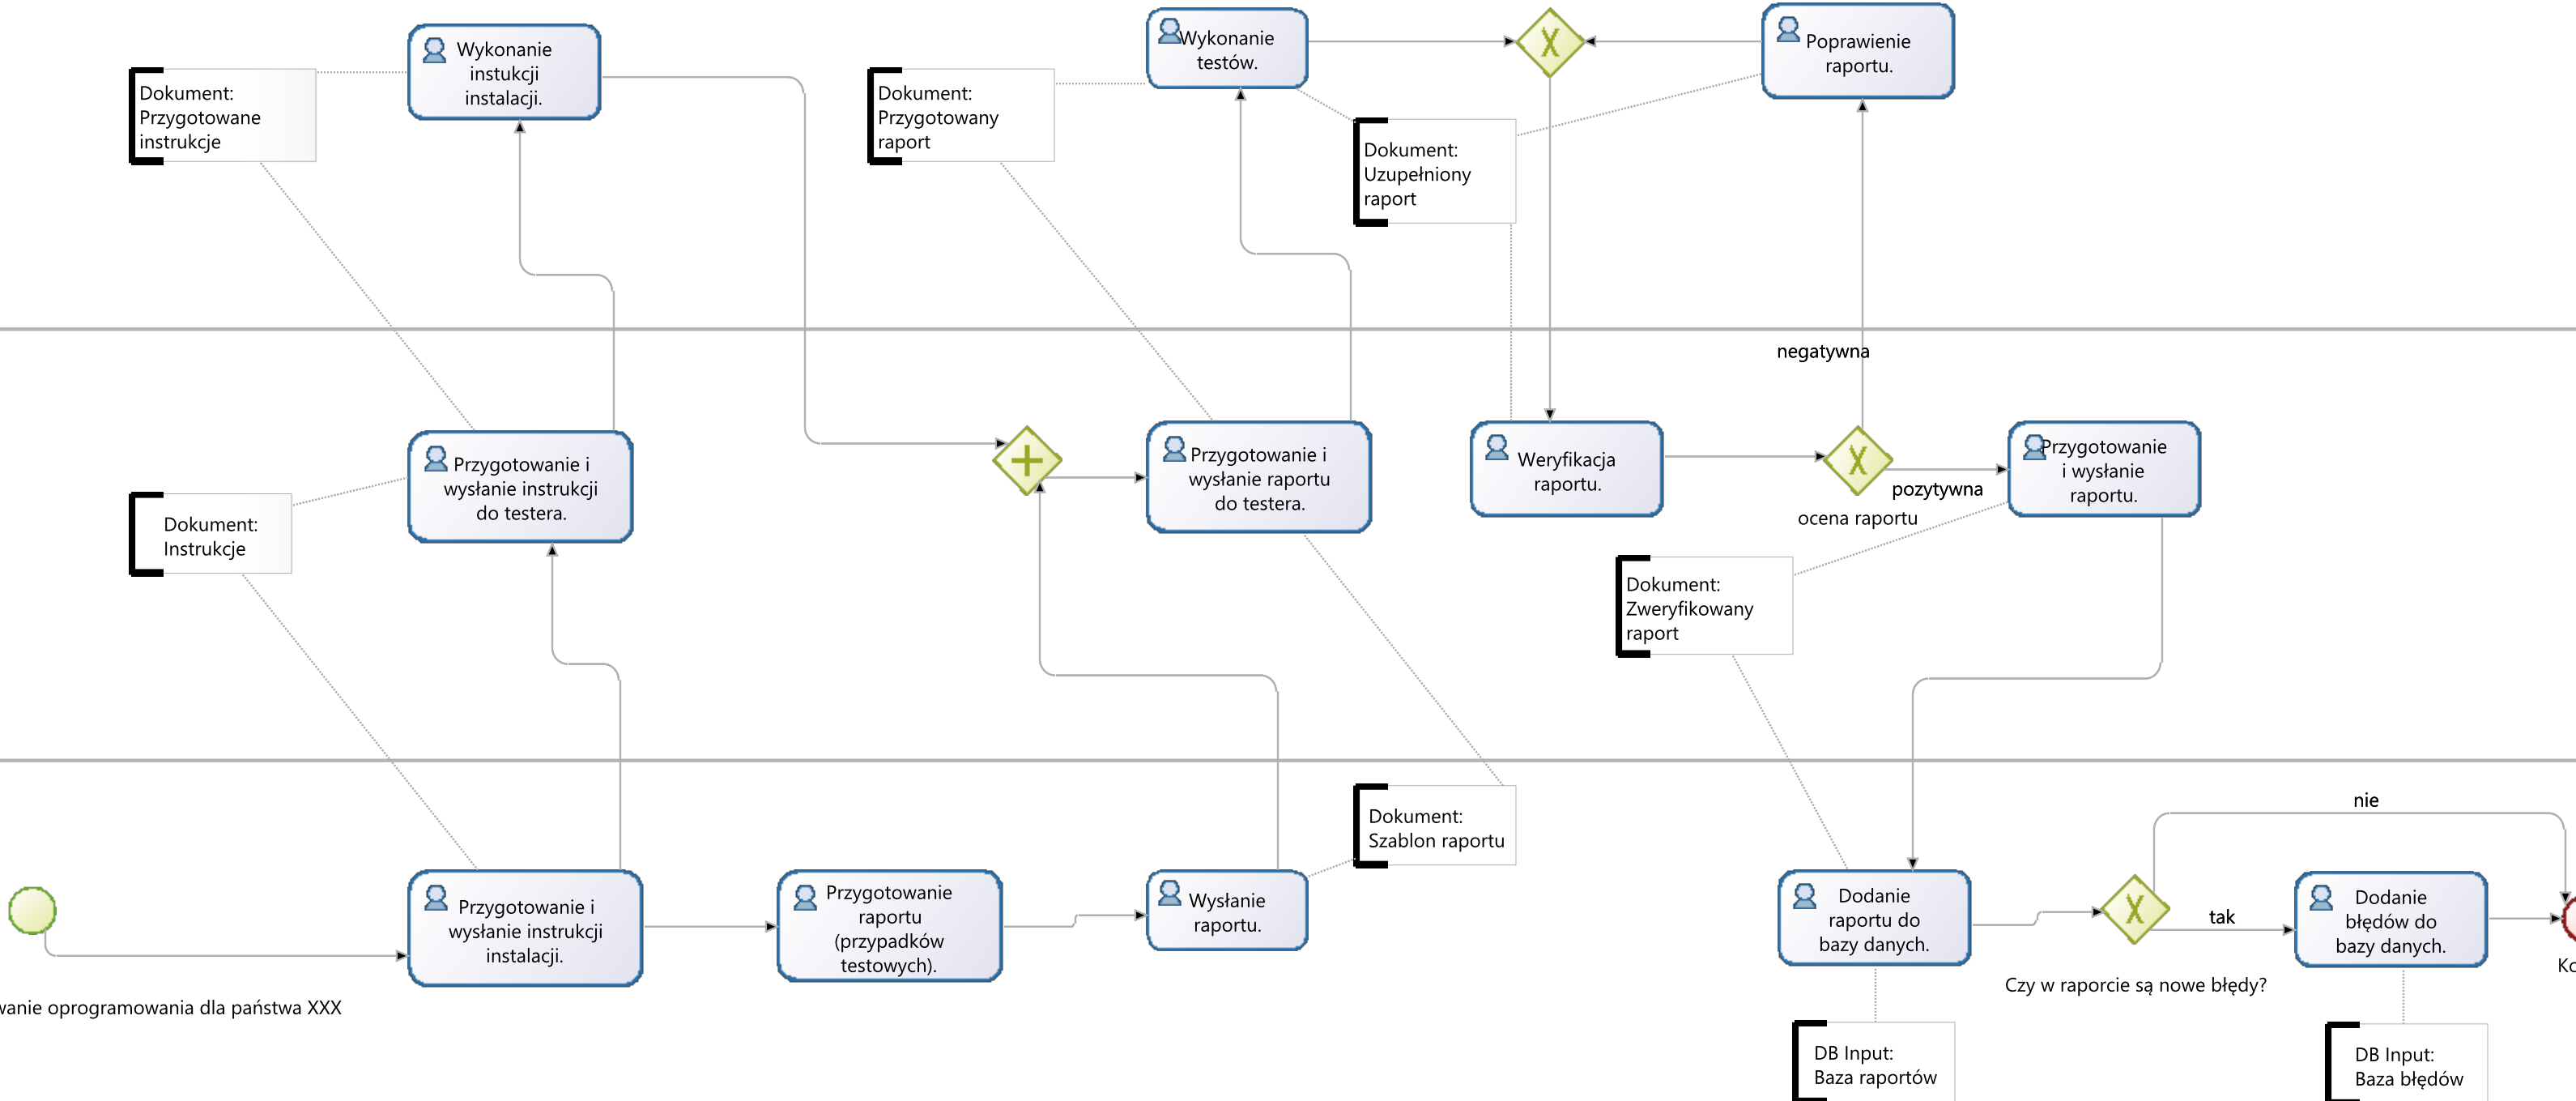 Wykonanie
instukcji
instalacji.
Dokument:
Przygotowane
instrukcje
Wykonanie
testów.
Dokument:
Przygotowany
raport
Poprawienie
raportu.
Dokument:
Uzupełniony
raport
negatywna
Przygotowanie i
wysłanie instrukcji
do testera.
Dokument:
Instrukcje
Przygotowanie i
wysłanie raportu
do testera.
Weryfikacja
raportu.
pozytywna
ocena raportu
Przygotowanie
i wysłanie
raportu.
Dokument:
Zweryfikowany
raport
Dokument:
Szablon raportu
Przygotowanie i
wysłanie instrukcji
instalacji.
Przygotowanie
raportu
(przypadków
testowych).
Wysłanie
raportu.
Dodanie
raportu do
bazy danych.
nie
tak
Dodanie
błędów do
bazy danych.
Czy w raporcie są nowe błędy?
oprogramowania dla państwa XXX
DB Input:
Baza raportów
DB Input:
Baza błędów